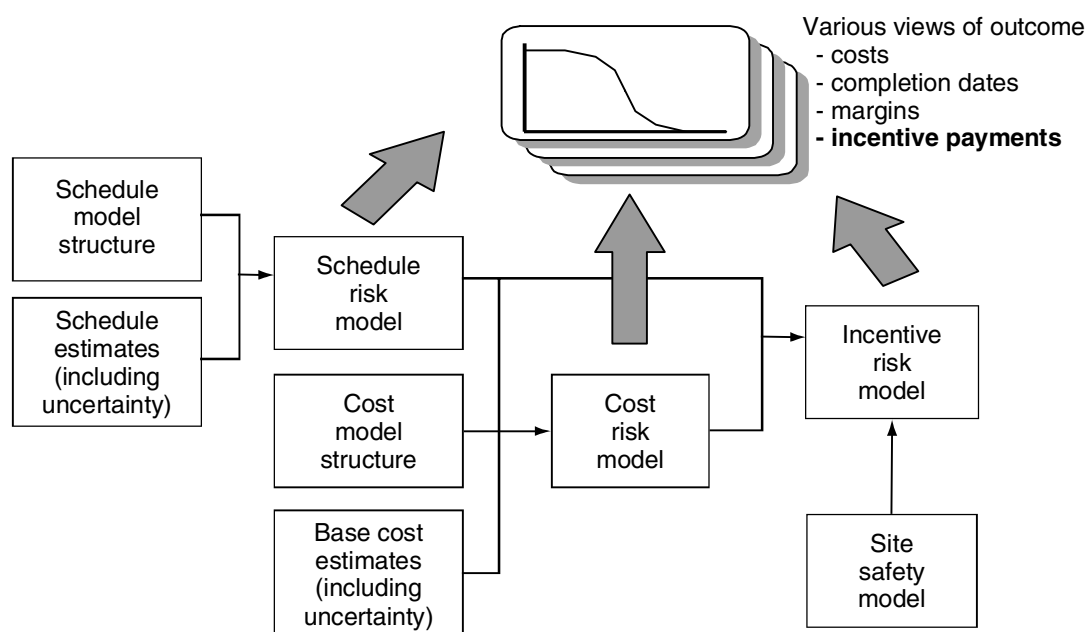 Various views of outcome
- costs
- completion dates
- margins
- incentive payments
Schedule
model
structure
Schedule
estimates
(including
uncertainty)
Schedule
risk
model
Cost
model
structure
Base cost
estimates
(including
uncertainty)
Cost
risk
model
Incentive
risk
model
Site
safety
model